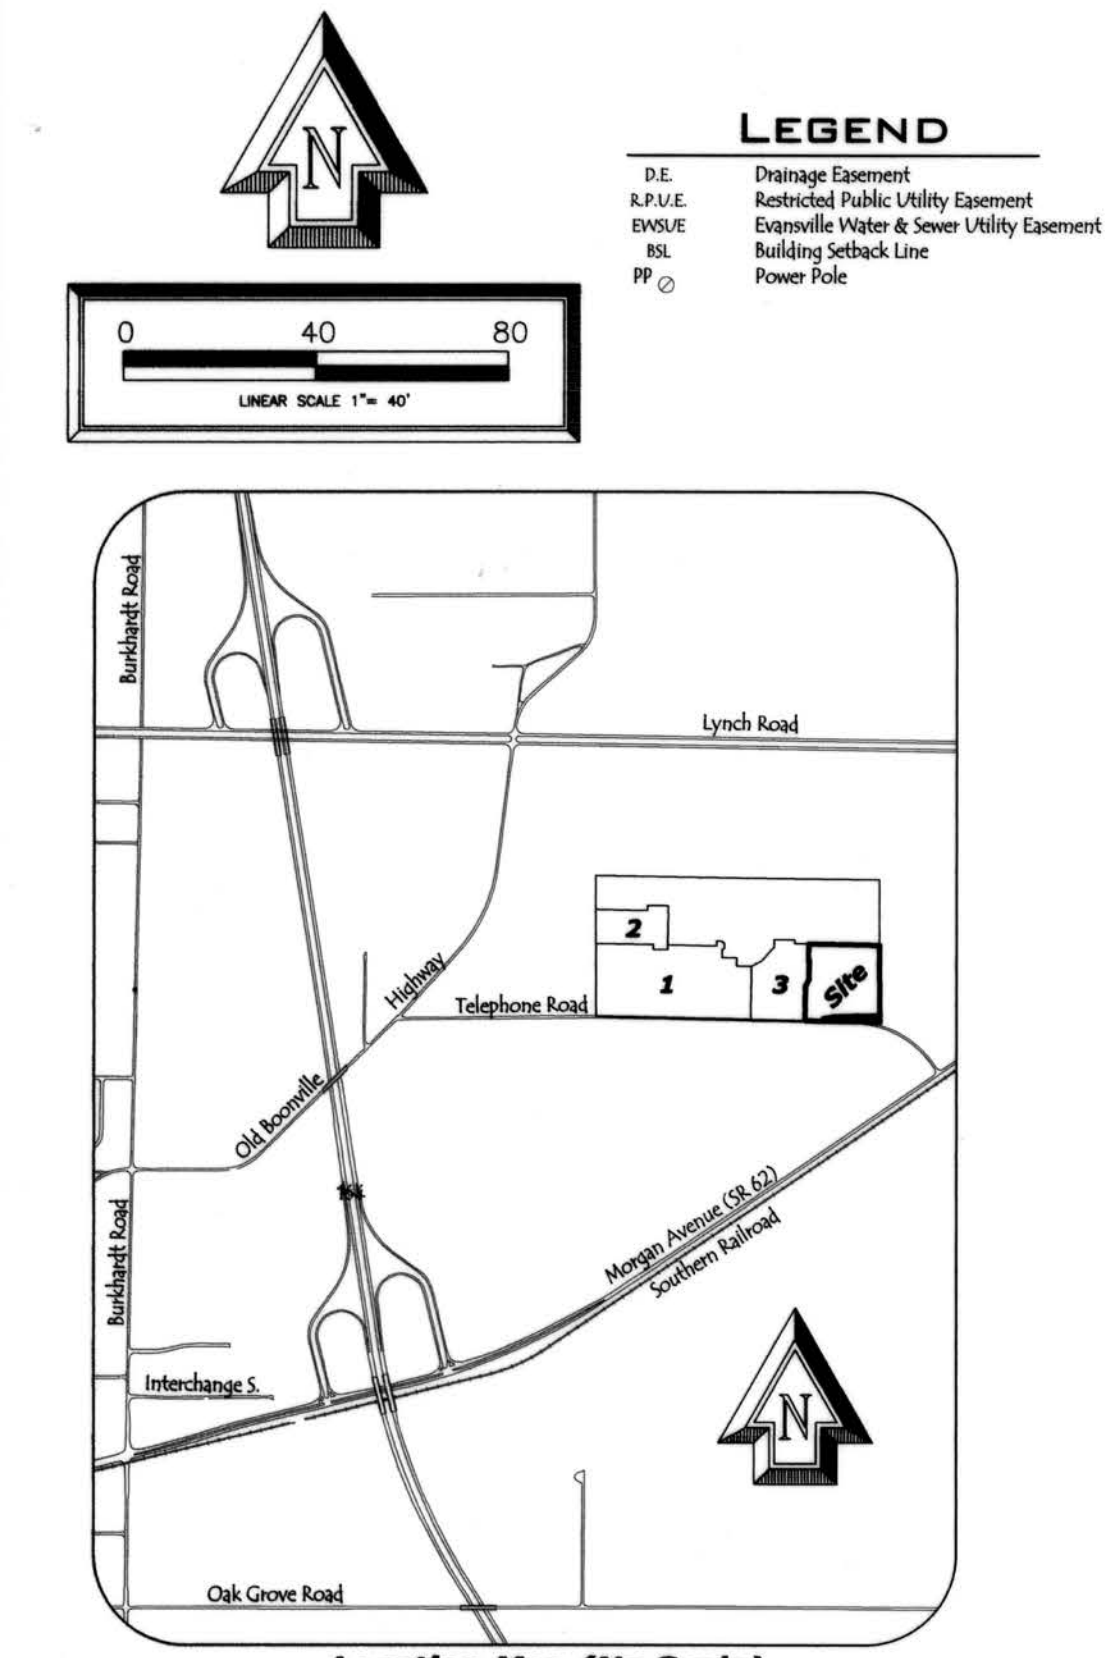 N
LEGEND
D.E. Drainage Easement
R.P.U.E. Restricted Public Utility Easement
EWSUE Evansville Water & Sewer Utility Easement
BSL Building Setback Line
PP Power Pole
0 40 80
LINEAR SCALE 1"= 40'
Burkhardt Road
Lynch Road
2
1
3
Site
Highway
Telephone Road
Old Boonville
164
Burkhardt Road
Morgan Avenue (SR 62)
Southern Railroad
Interchange S.
N
Oak Grove Road